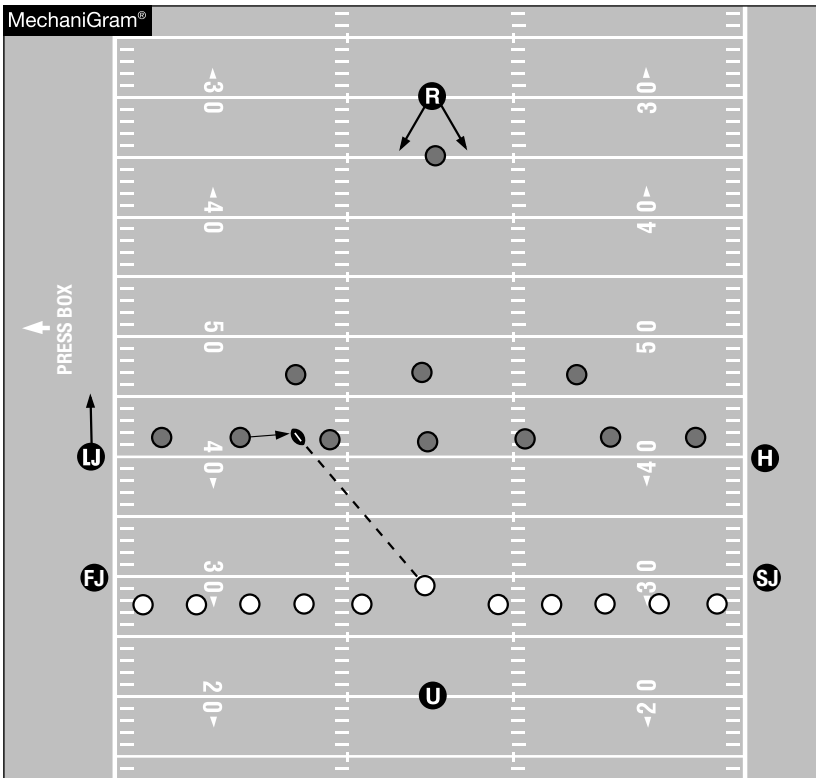 MechaniGram®
R
◄30
30►
◄40
40►
PRESS BOX
50
50
LJ
40►
◄40
H
FJ
30►
◄30
SJ
20►
U
◄20